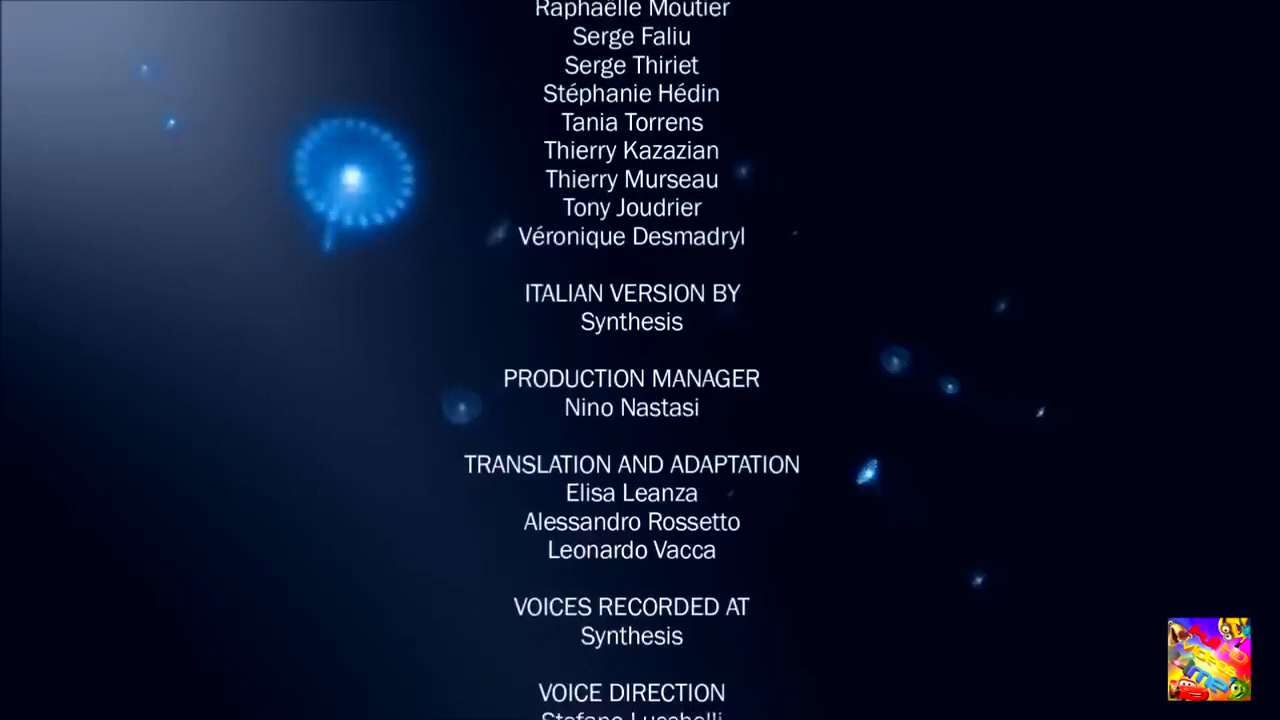 Raphaëlle Moutier
Serge Faliu
Serge Thiriet
Stéphanie Hédin
Tania Torrens
Thierry Kazazian
Thierry Murseau
Tony Joudrier
Véronique Desmadryl
ITALIAN VERSION BY
Synthesis
PRODUCTION MANAGER
Nino Nastasi
TRANSLATION AND ADAPTATION
Elisa Leanza
Alessandro Rossetto
Leonardo Vacca
VOICES RECORDED AT
Synthesis
VOICE DIRECTION
Stefano